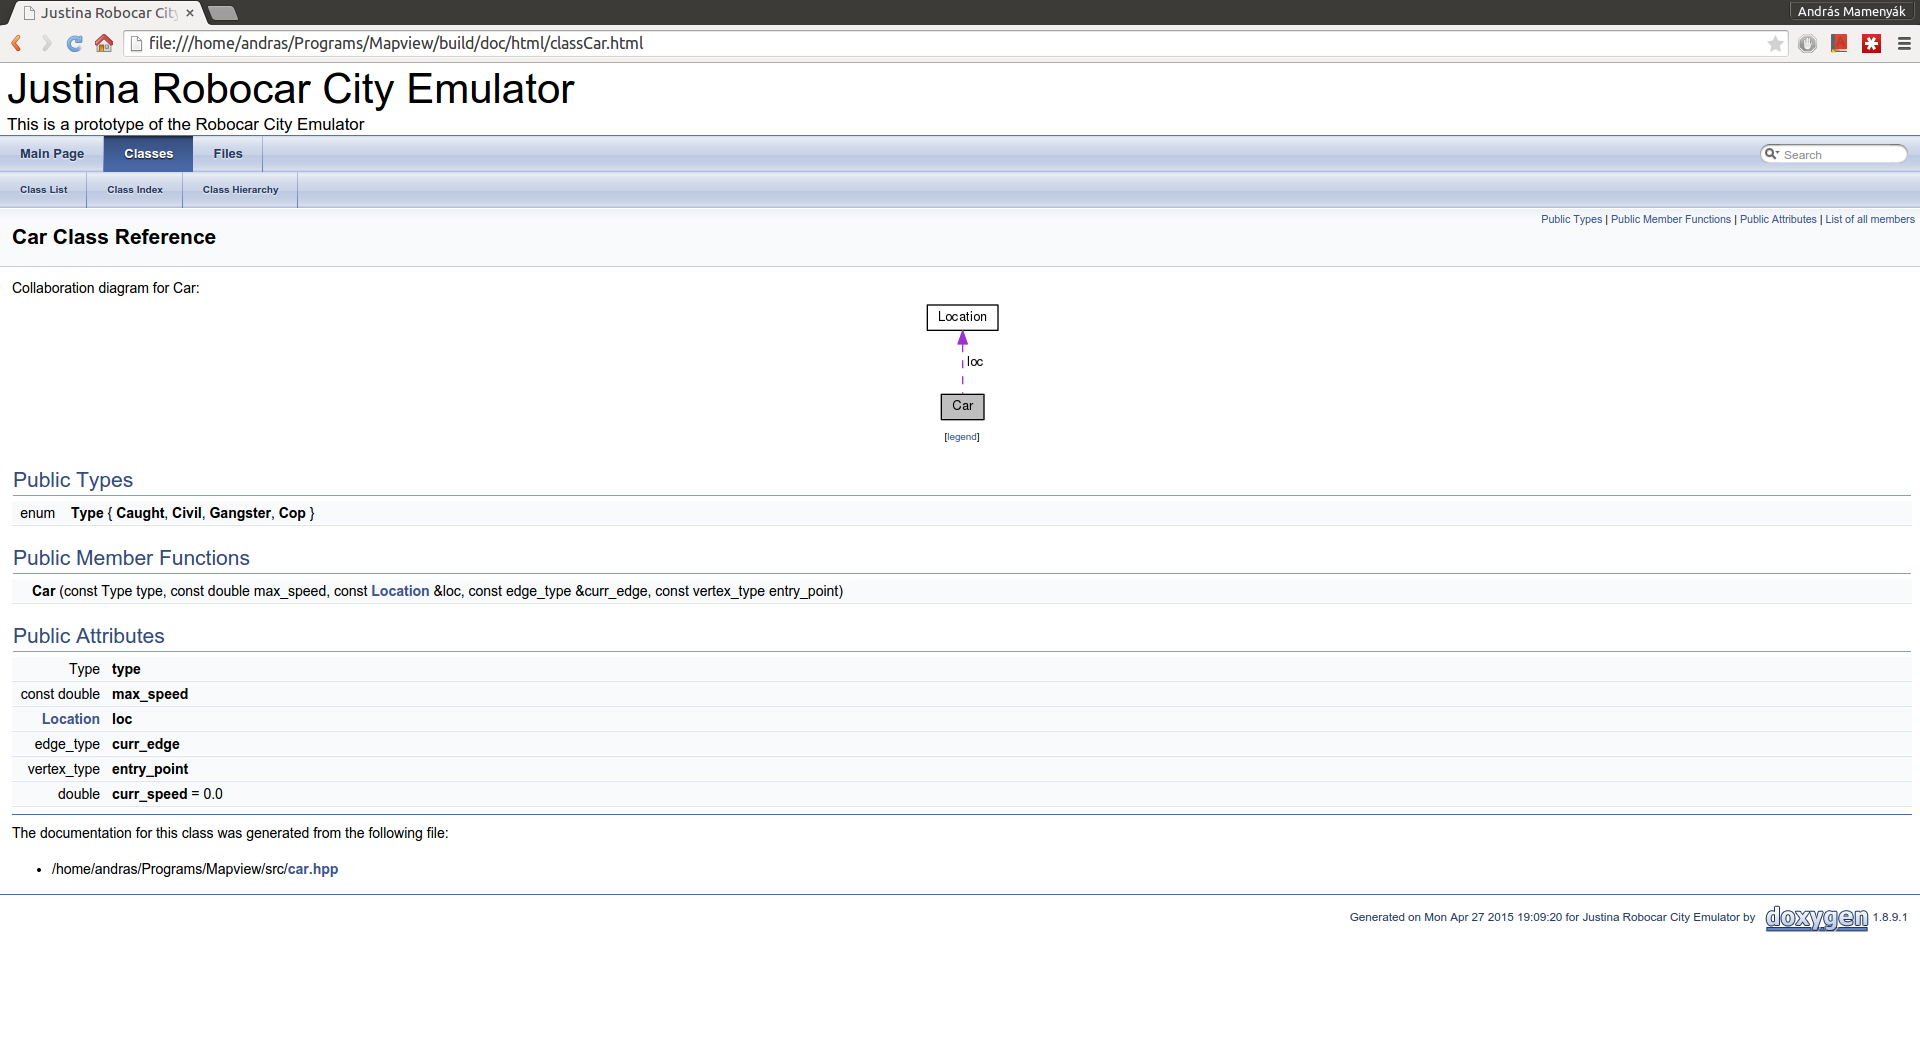 Justina Robocar City
András Mamenyák
file:///home/andras/Programs/Mapview/build/doc/html/classCar.html
Justina Robocar City Emulator
This is a prototype of the Robocar City Emulator
Main Page Classes Files
Search
Class List Class Index Class Hierarchy
Public Types | Public Member Functions | Public Attributes | List of all members
Car Class Reference
Collaboration diagram for Car:
Location
loc
Car
[legend]
Public Types
enum Type { Caught, Civil, Gangster, Cop }
Public Member Functions
Car (const Type type, const double max_speed, const Location &loc, const edge_type &curr_edge, const vertex_type entry_point)
Public Attributes
Type type
const double max_speed
Location loc
edge_type curr_edge
vertex_type entry_point
double curr_speed = 0.0
The documentation for this class was generated from the following file:
• /home/andras/Programs/Mapview/src/car.hpp
Generated on Mon Apr 27 2015 19:09:20 for Justina Robocar City Emulator by doxygen 1.8.9.1